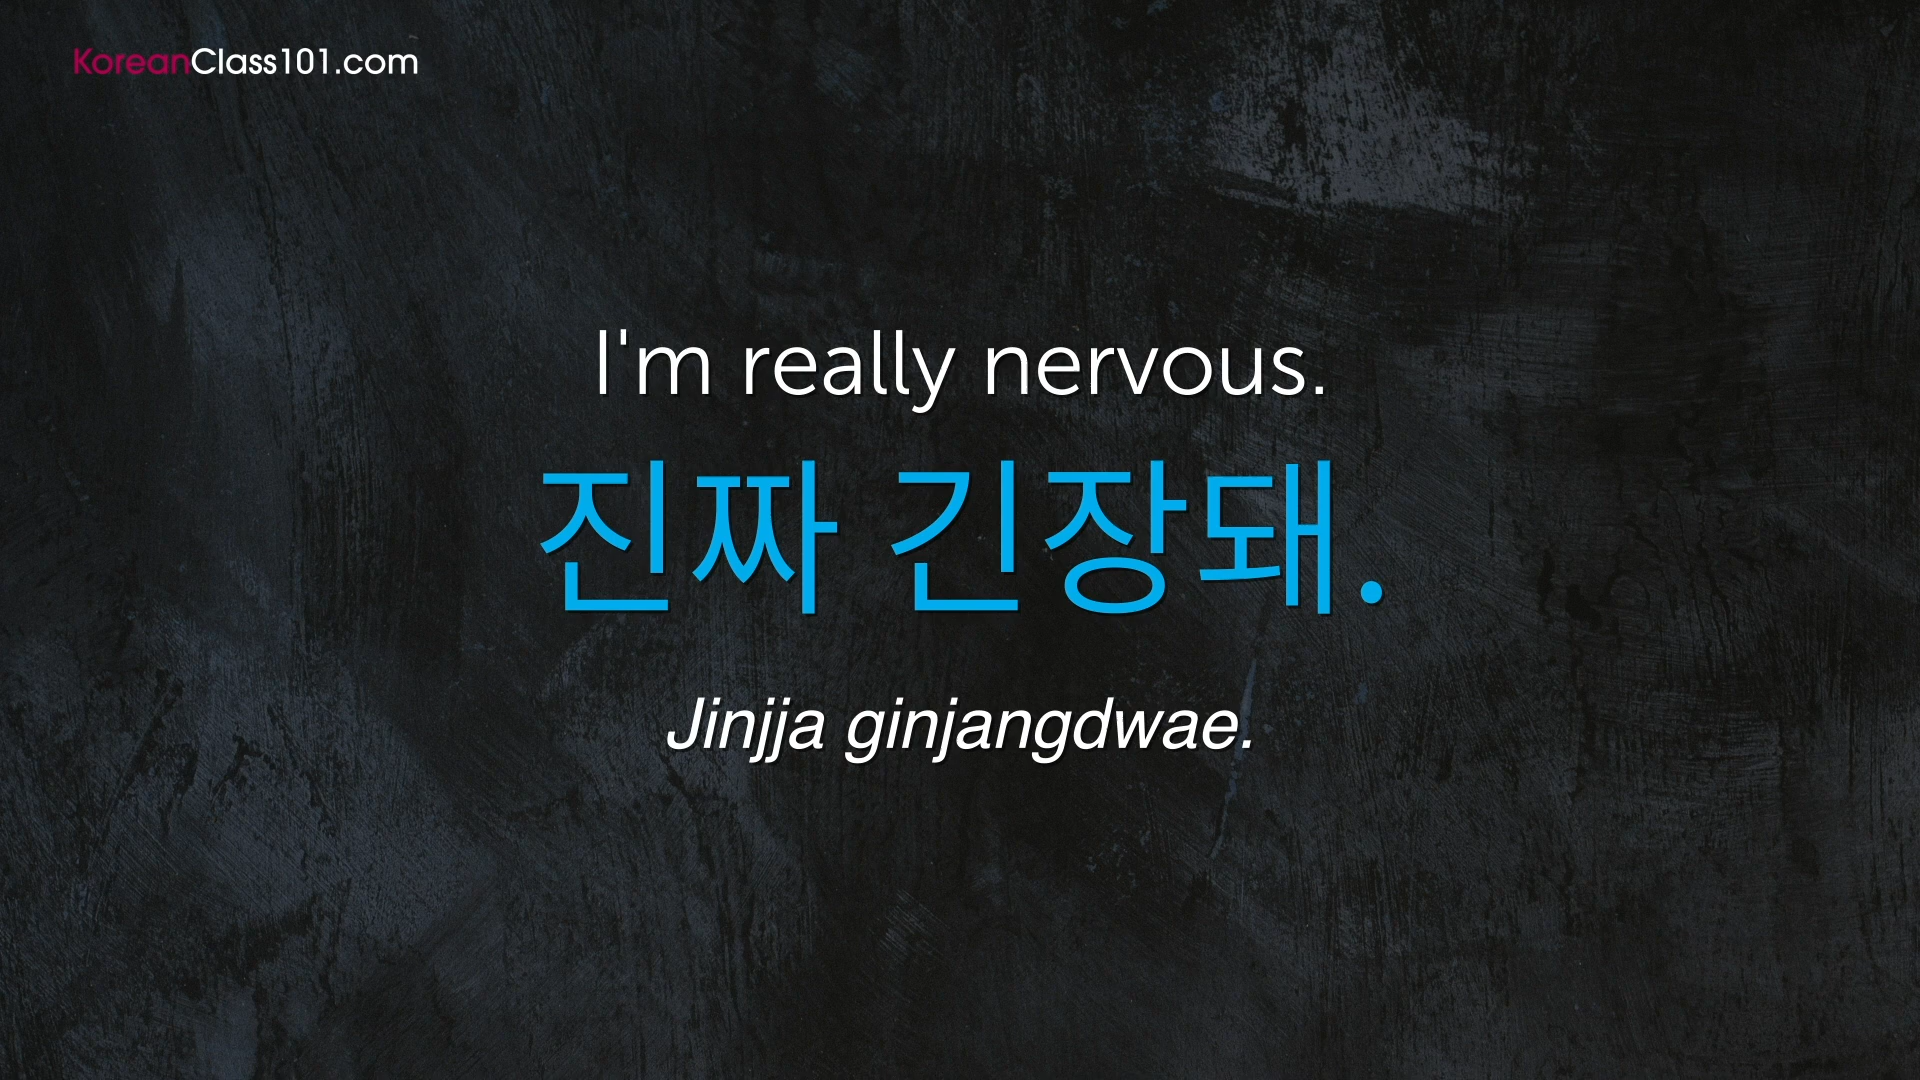 KoreanClass101.com
I'm really nervous.
진짜 긴장돼.
Jinjja ginjangdwae.